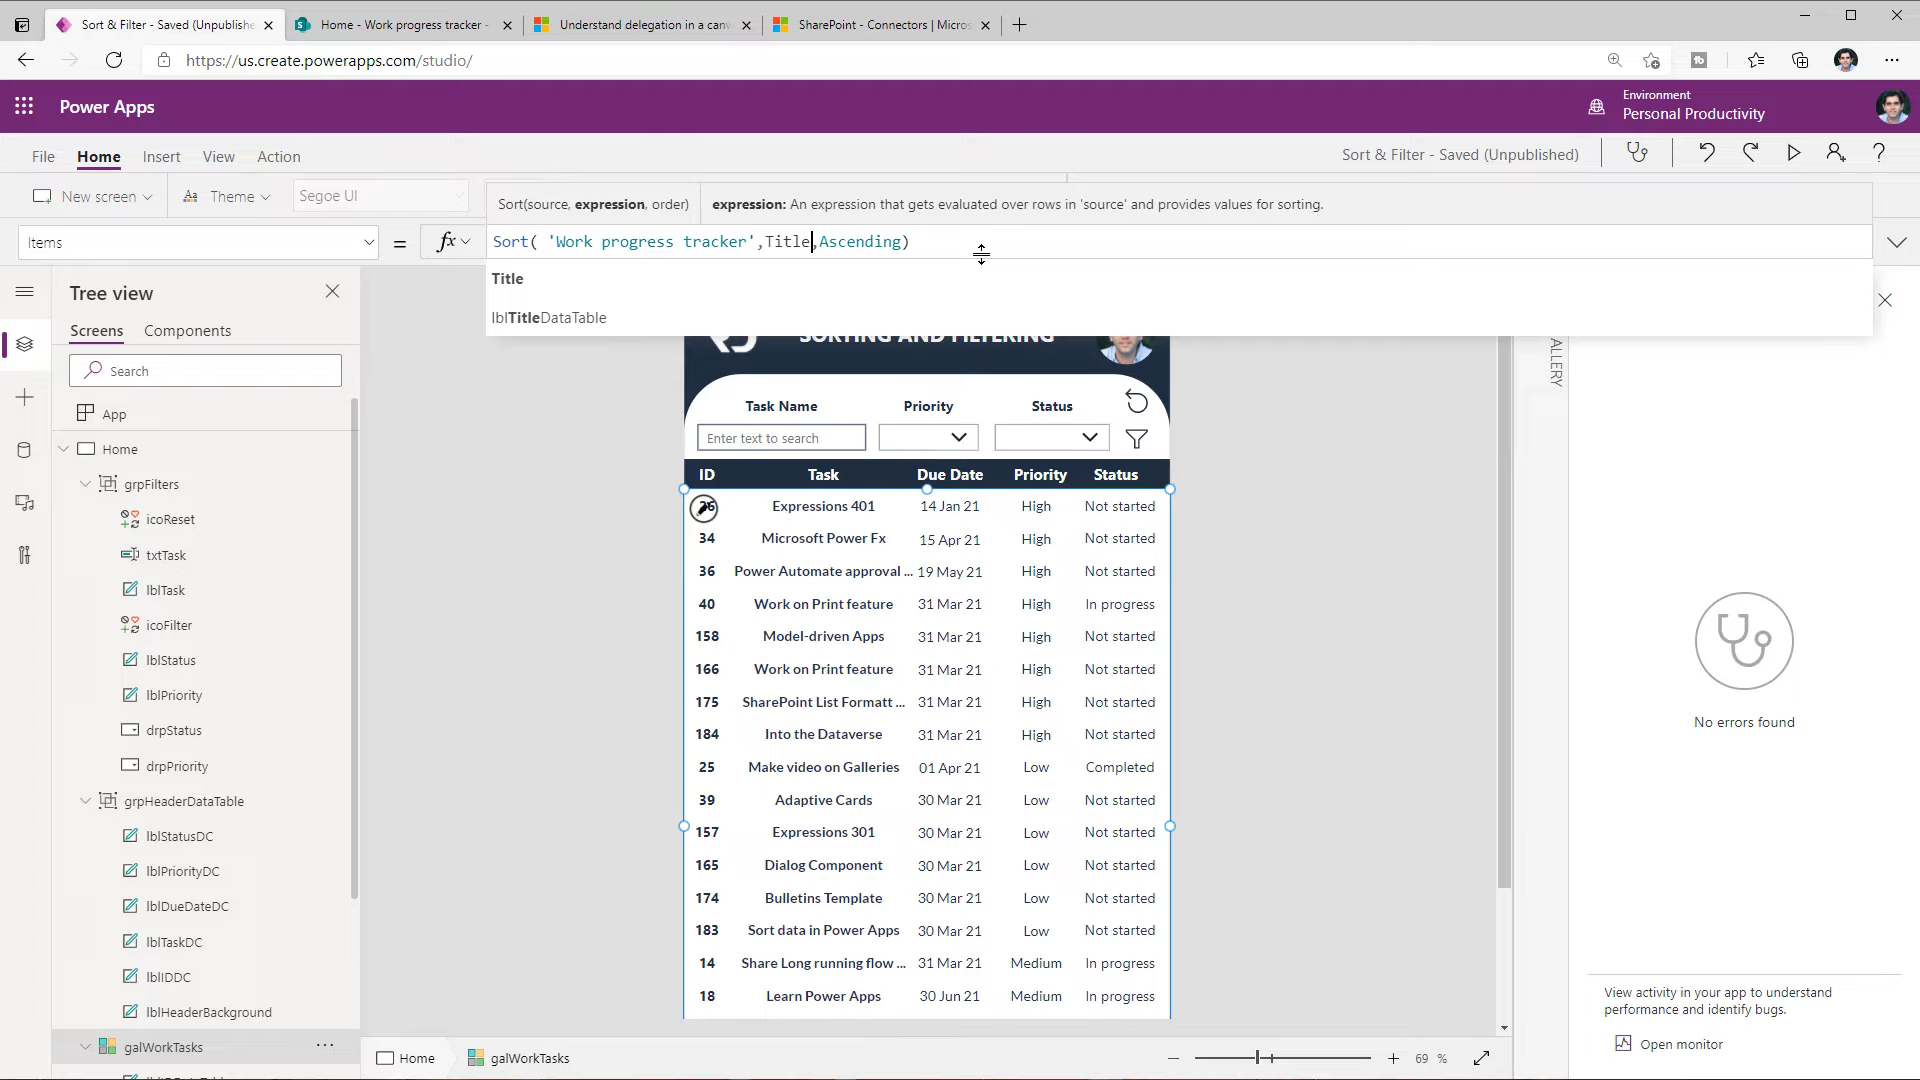 Sort & Filter - Saved (Unpublishe
Home - Work progress tracker -
Understand delegation in a canv
SharePoint - Connectors | Micros
https://us.create.powerapps.com/studio/
Power Apps
Environment
Personal Productivity
File
Home
Insert
View
Action
Sort & Filter - Saved (Unpublished)
New screen
Theme
Segoe UI
Sort(source, expression, order)
expression: An expression that gets evaluated over rows in 'source' and provides values for sorting.
Items
=
fx
Sort( 'Work progress tracker',Title,Ascending)
Title
lblTitleDataTable
Tree view
Screens
Components
Search
App
Home
grpFilters
icoReset
txtTask
lblTask
icoFilter
lblStatus
lblPriority
drpStatus
drpPriority
grpHeaderDataTable
lblStatusDC
lblPriorityDC
lblDueDateDC
lblTaskDC
lblIDDC
lblHeaderBackground
galWorkTasks
SORTING AND FILTERING
Task Name
Priority
Status
Enter text to search
ID Task Due Date Priority Status
Expressions 401 14 Jan 21 High Not started
34 Microsoft Power Fx 15 Apr 21 High Not started
36 Power Automate approval ... 19 May 21 High Not started
40 Work on Print feature 31 Mar 21 High In progress
158 Model-driven Apps 31 Mar 21 High Not started
166 Work on Print feature 31 Mar 21 High Not started
175 SharePoint List Formatt ... 31 Mar 21 High Not started
184 Into the Dataverse 31 Mar 21 High Not started
25 Make video on Galleries 01 Apr 21 Low Completed
39 Adaptive Cards 30 Mar 21 Low Not started
157 Expressions 301 30 Mar 21 Low Not started
165 Dialog Component 30 Mar 21 Low Not started
174 Bulletins Template 30 Mar 21 Low Not started
183 Sort data in Power Apps 30 Mar 21 Low Not started
14 Share Long running flow ... 31 Mar 21 Medium In progress
18 Learn Power Apps 30 Jun 21 Medium In progress
ALLERY
No errors found
View activity in your app to understand
performance and identify bugs.
Open monitor
Home
galWorkTasks
69 %